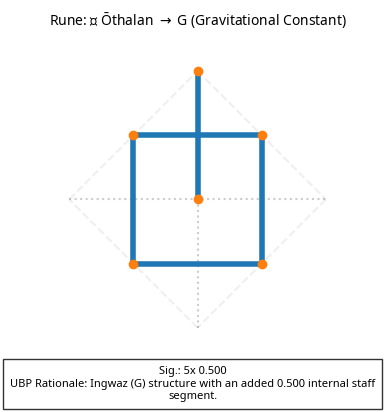 Rune: ▯ Ōthalan → G (Gravitational Constant)
Sig.: 5x 0.500
UBP Rationale: Ingwaz (G) structure with an added 0.500 internal staff
segment.